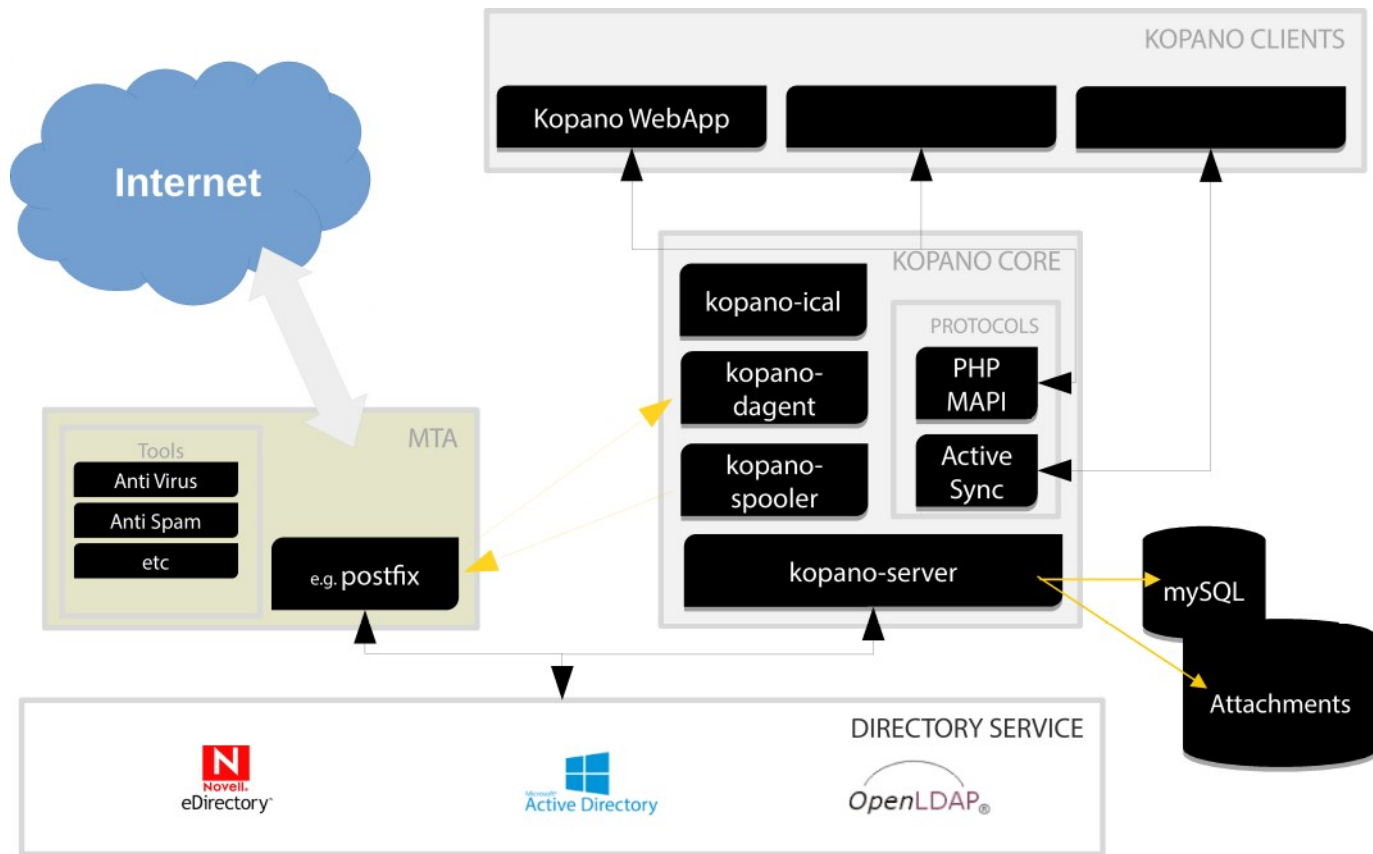 KOPANO CLIENTS
Kopano WebApp
Internet
KOPANO CORE
kopano-ical
PROTOCOLS
kopano-
dagent
PHP
MAPI
MTA
Tools
Anti Virus
Anti Spam
etc
e.g. postfix
kopano-
spooler
Active
Sync
kopano-server
mySQL
Attachments
DIRECTORY SERVICE
N
Novell®
eDirectory™
Microsoft®
Active Directory
OpenLDAP®